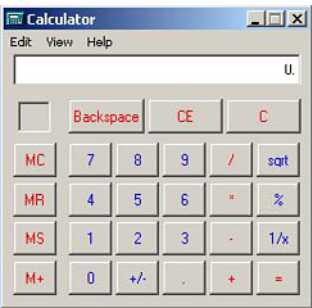 Calculator
Edit View Help
0.
Backspace CE C
MC 7 8 9 / sqrt
MR 4 5 6 * %
MS 1 2 3 - 1/x
M+ 0 +/- . + =